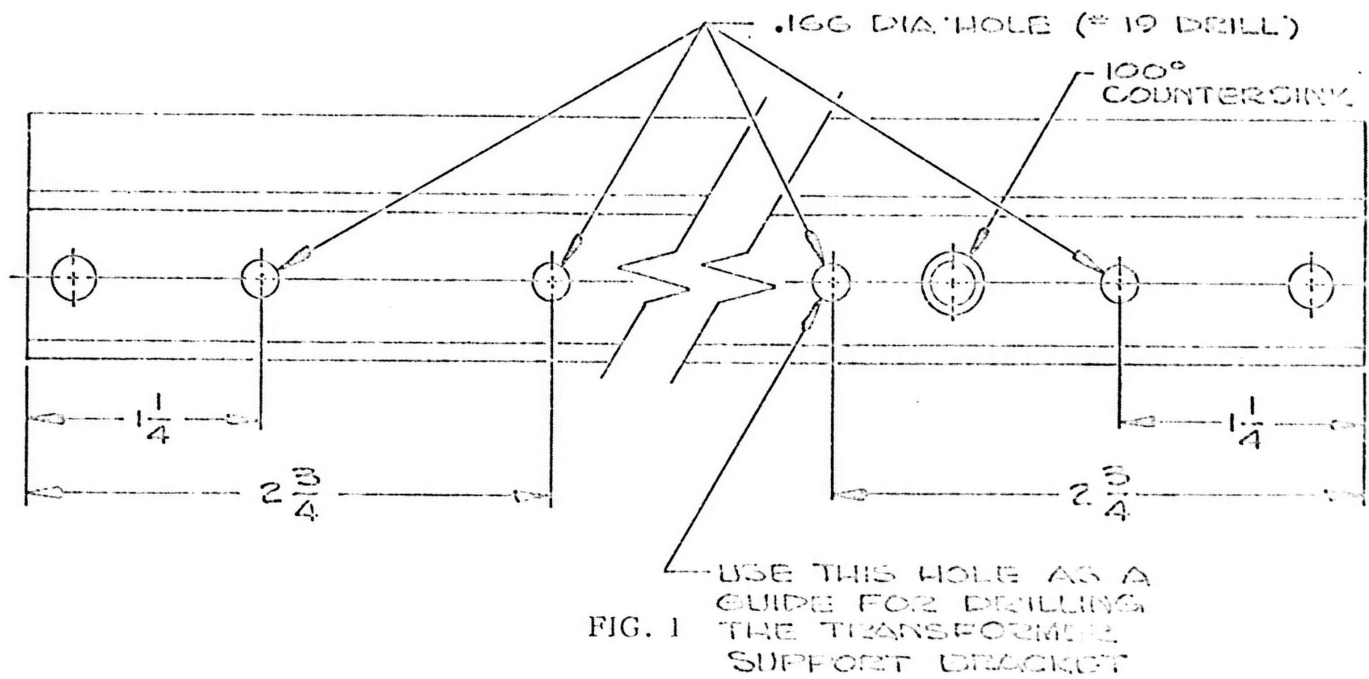 .166 DIA. HOLE (#19 DRILL)
100°
COUNTERSINK
1 1/4
1 1/4
2 3/4
2 3/4
USE THIS HOLE AS A
GUIDE FOR DRILLING
THE TRANSFORMER
SUPPORT BRACKET
FIG. 1